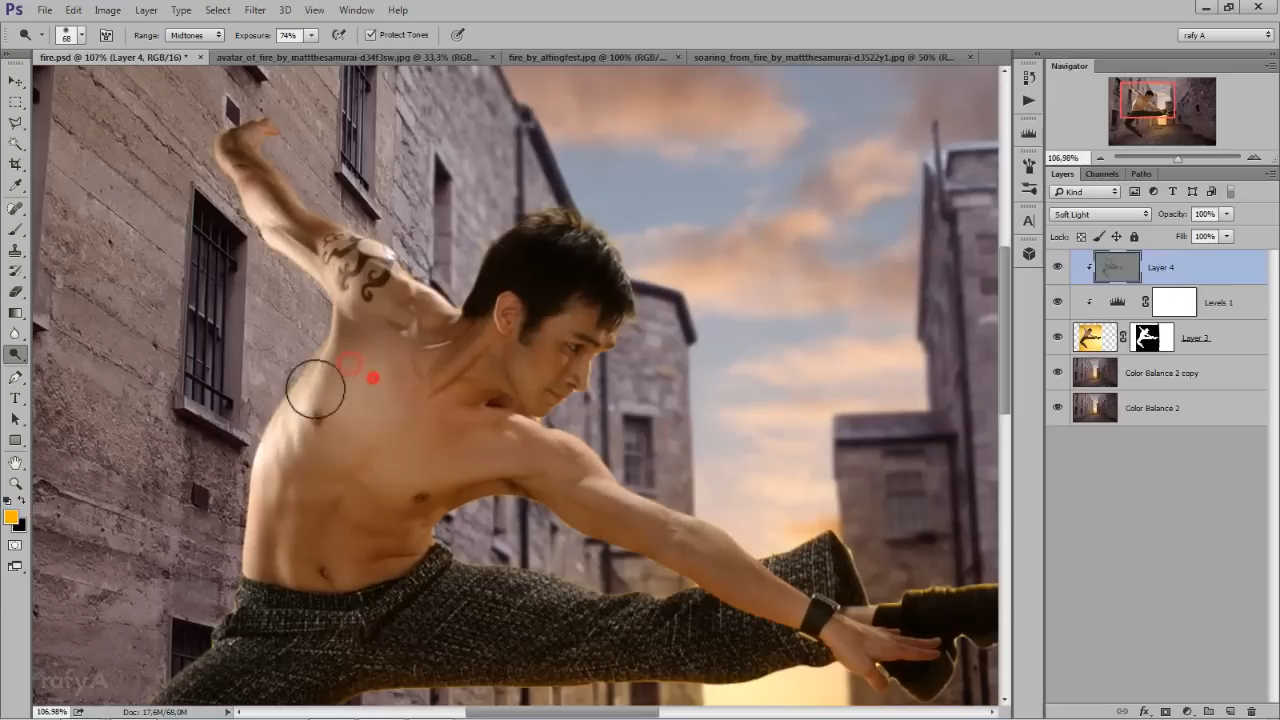 Ps File Edit Image Layer Type Select Filter 3D View Window Help
68 Range: Midtones Exposure: 74% Protect Tones rafy A
fire.psd @ 107% (Layer 4, RGB/16) * × avatar_of_fire_by_mattthesamurai-d34f3sw.jpg @ 33.3% (RGB... × fire_by_altingfest.jpg @ 100% (RGB/... × soaring_from_fire_by_mattthesamurai-d3522y1.jpg @ 50% (R... ×
Navigator
106,98%
Layers Channels Paths
Kind
Soft Light Opacity: 100%
Lock: Fill: 100%
Layer 4
Levels 1
Layer 3
Color Balance 2 copy
Color Balance 2
rafyA
106,98% Doc: 17,6M/68,0M